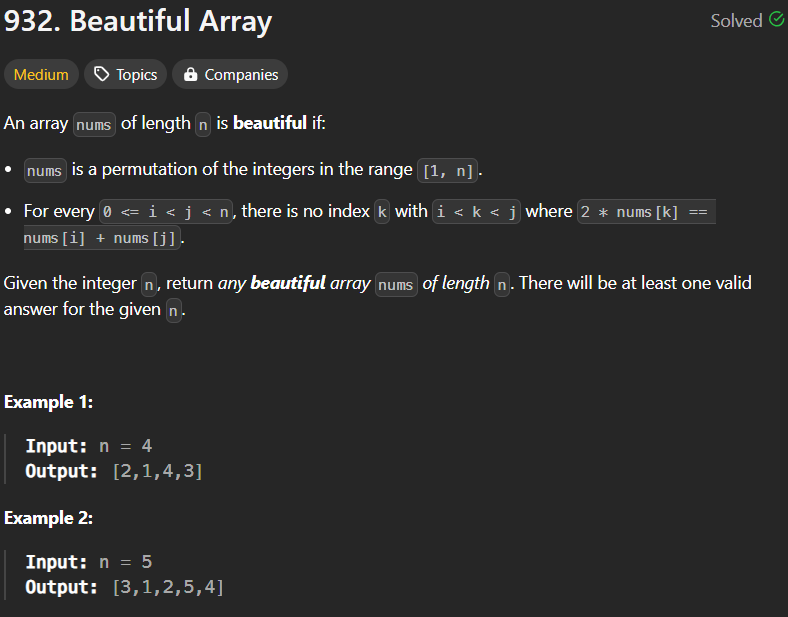 932. Beautiful Array
Solved
Medium Topics Companies
An array nums of length n is beautiful if:
• nums is a permutation of the integers in the range [1, n].
• For every 0 <= i < j < n, there is no index k with i < k < j where 2 * nums[k] ==
nums[i] + nums[j].
Given the integer n, return any beautiful array nums of length n. There will be at least one valid
answer for the given n.
Example 1:
Input: n = 4
Output: [2,1,4,3]
Example 2:
Input: n = 5
Output: [3,1,2,5,4]